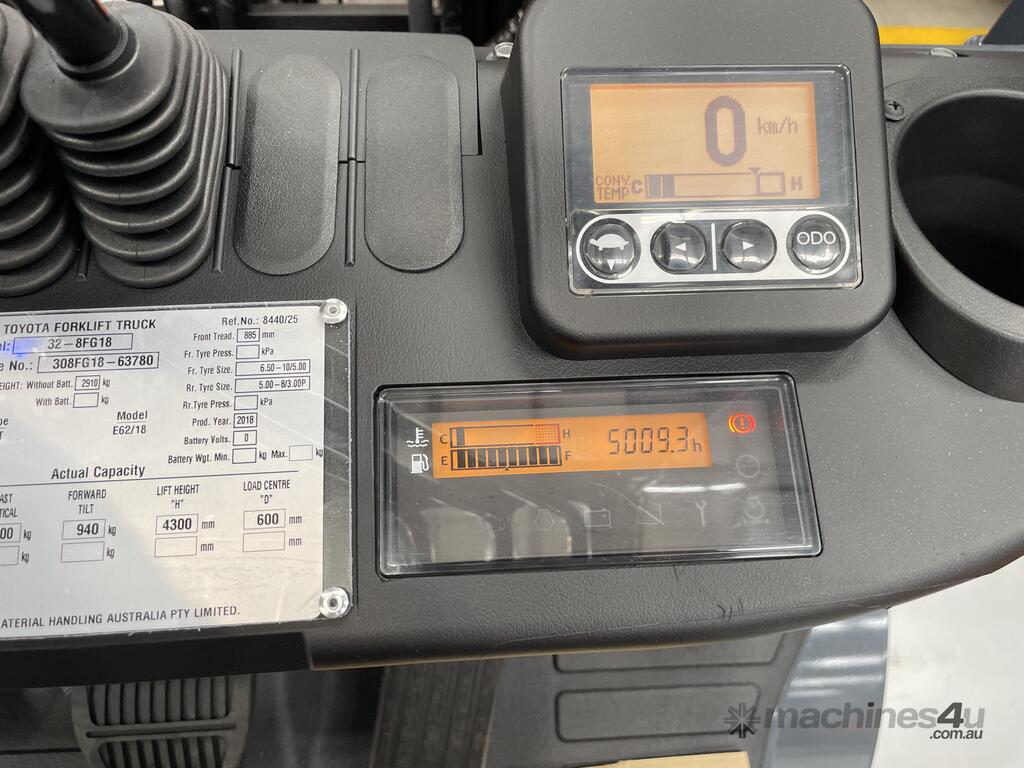 0 km/h
CONV. TEMP C H
ODO
TOYOTA FORKLIFT TRUCK
Ref.No.: 8440/25
32-8FG18
Front Tread. 885 mm
308FG18-63780
Fr. Tyre Press. kPa
Without Batt. 2910 kg
Fr. Tyre Size. 6.50-10/5.00
With Batt. kg
Rr. Tyre Size. 5.00-8/3.00P
Rr.Tyre Press. kPa
Model
Prod. Year. 2018
E62/18
Battery Volts. 0
Battery Wgt. Min. kg Max. kg
Actual Capacity
FORWARD TILT
LIFT HEIGHT "H"
LOAD CENTRE "D"
kg 940 kg 4300 mm 600 mm
kg kg mm mm
MATERIAL HANDLING AUSTRALIA PTY LIMITED.
C H 5009.3h
E F
machines4u
.com.au